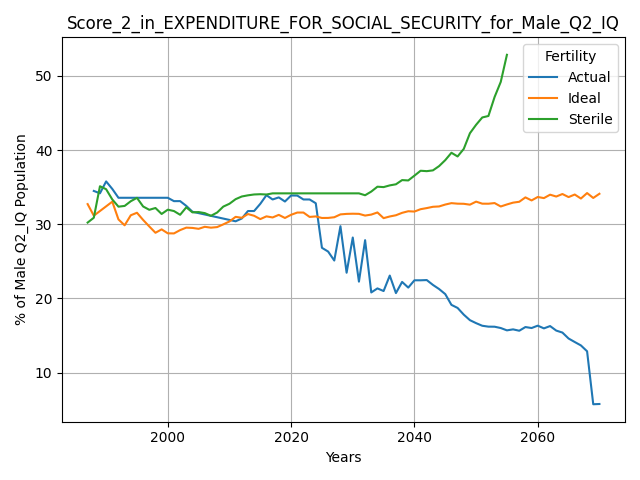 Score_2_in_EXPENDITURE_FOR_SOCIAL_SECURITY_for_Male_Q2_IQ
Fertility
Actual
Ideal
Sterile
% of Male Q2_IQ Population
50
40
30
20
10
2000
2020
2040
2060
Years